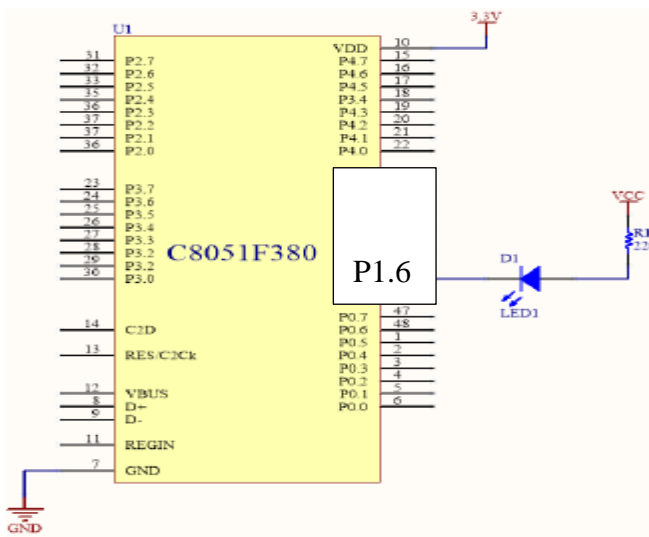 U1
3.3V
31 P2.7
32 P2.6
33 P2.5
35 P2.4
36 P2.3
37 P2.2
37 P2.1
36 P2.0
23 P3.7
24 P3.6
25 P3.5
26 P3.4
27 P3.3
28 P3.2
29 P3.2
P3.0
14 C2D
13 RES/C2Ck
12 VBUS
8 D+
9 D-
11 REGIN
7 GND
GND
C8051F380
VDD 10
P4.7 15
P4.6 16
P4.5 17
P3.4 18
P4.3 19
P4.2 20
P4.1 21
P4.0 22
P1.6
P0.7 47
P0.6 48
P0.5 1
P0.4 2
P0.3 3
P0.2 4
P0.1 5
P0.0 6
D1
LED1
VCC